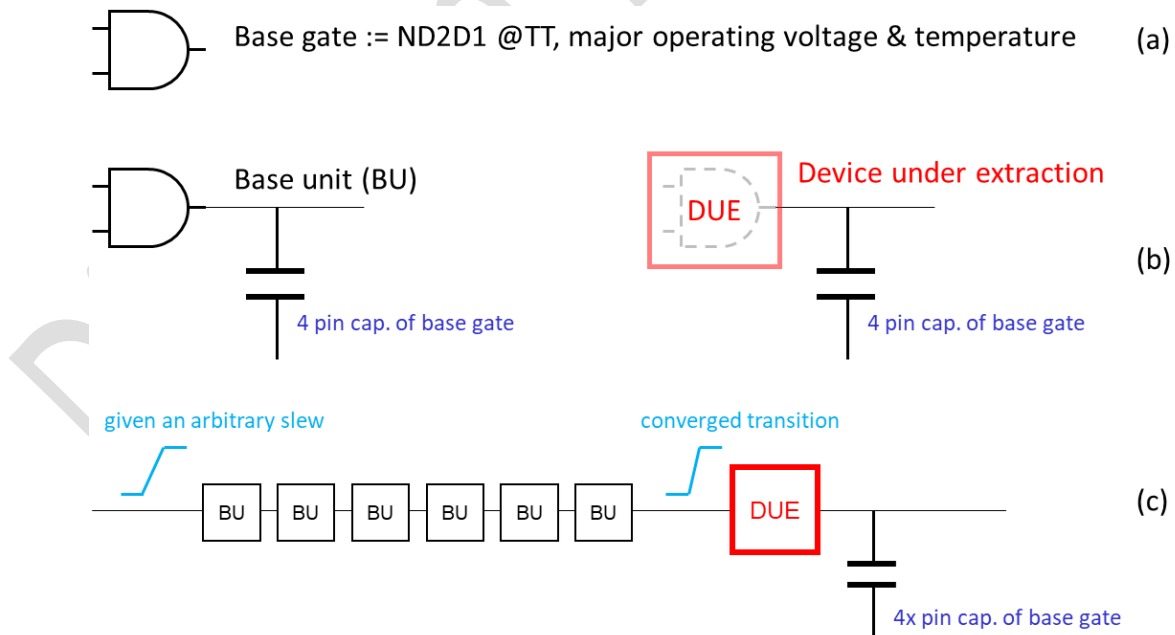 Base gate := ND2D1 @TT, major operating voltage & temperature
(a)
Base unit (BU)
4 pin cap. of base gate
Device under extraction
DUE
4 pin cap. of base gate
(b)
given an arbitrary slew
converged transition
BU BU BU BU BU BU
DUE
4x pin cap. of base gate
(c)